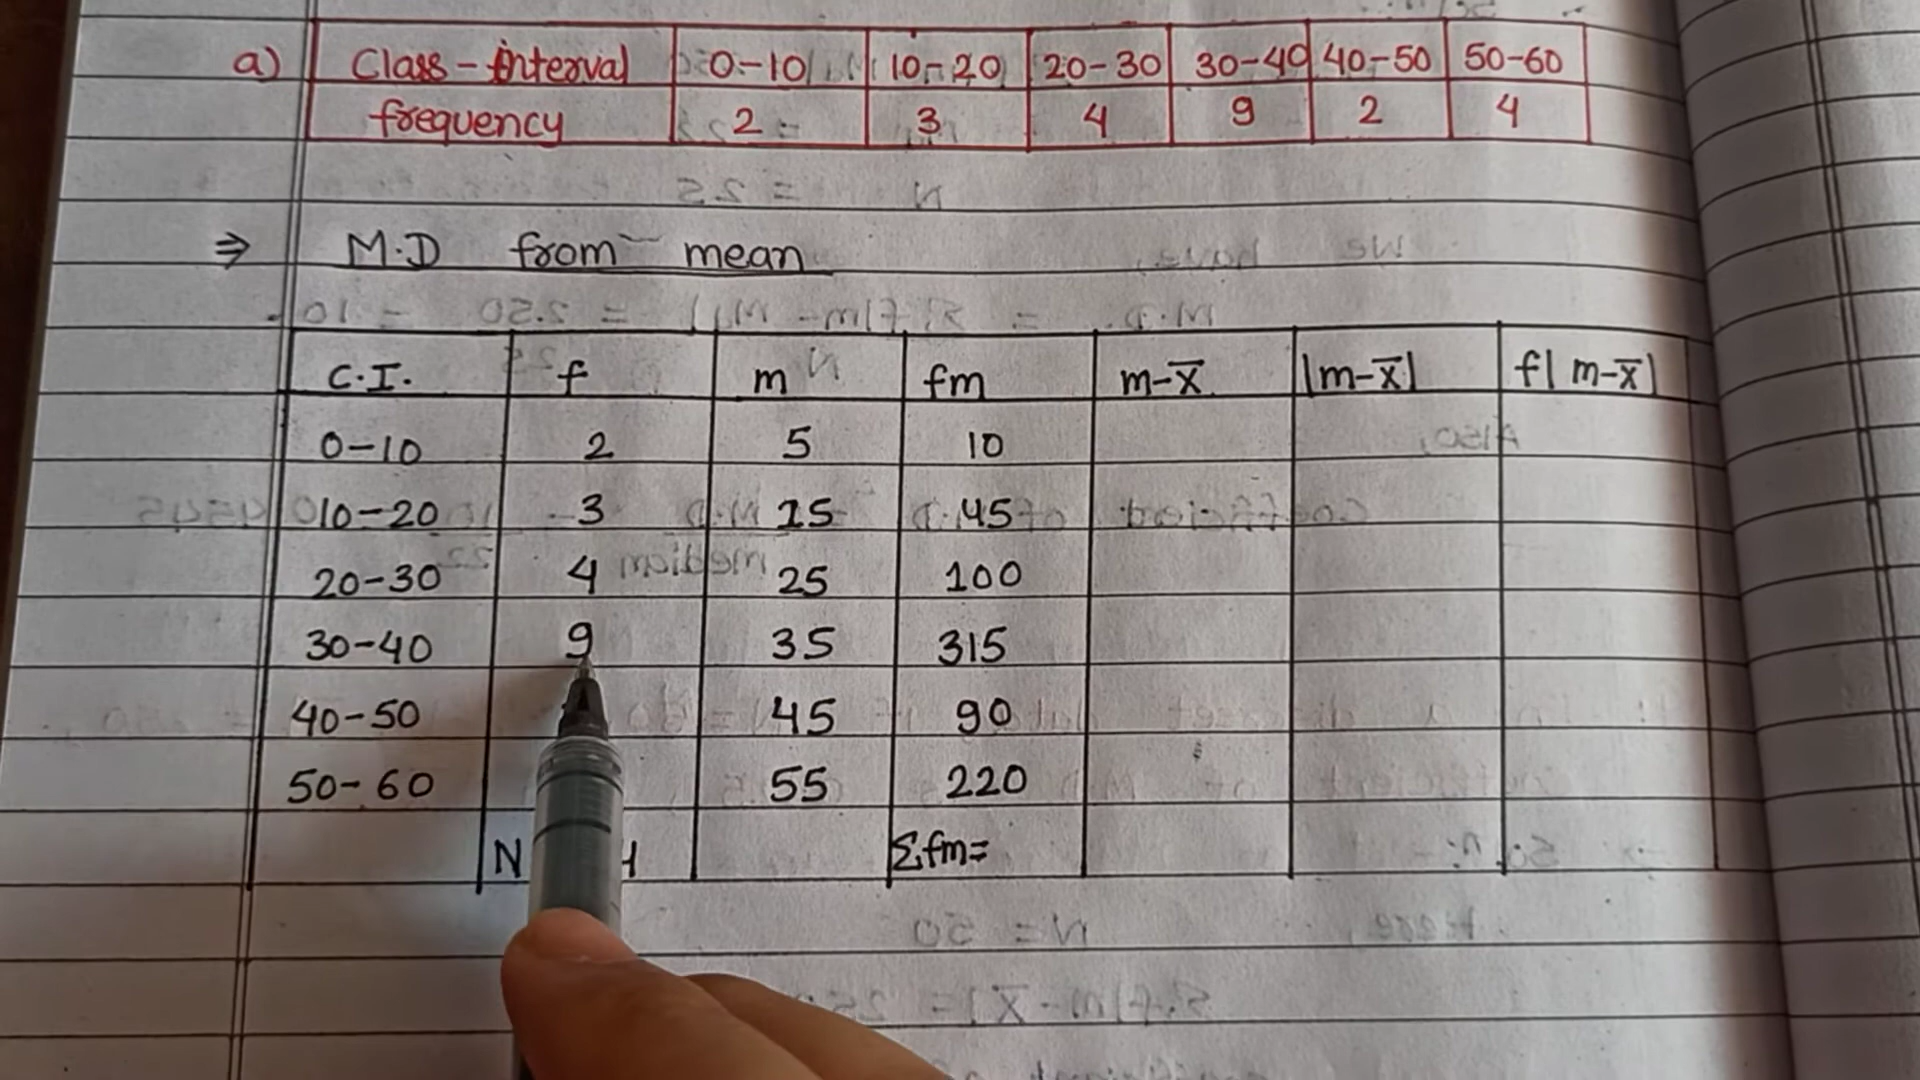 a) Class-interval 0-10 10-20 20-30 30-40 40-50 50-60
frequency 2 3 4 9 2 4
⇒ M.D from mean
C.I. f m fm m-x̅ |m-x̅| f|m-x̅|
0-10 2 5 10
10-20 3 15 45
20-30 4 25 100
30-40 9 35 315
40-50 45 90
50-60 55 220
N Σfm=